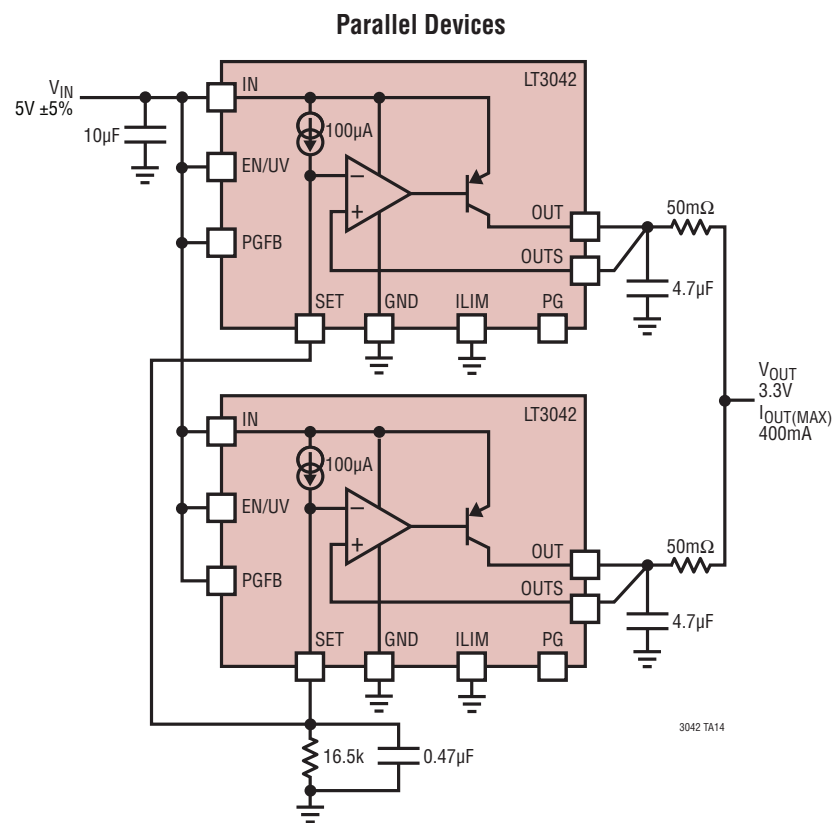 Parallel Devices
LT3042
V_IN
5V ±5%
10μF
IN
100μA
EN/UV
PGFB
–
+
OUT
OUTS
SET
GND
ILIM
PG
50mΩ
4.7μF
V_OUT
3.3V
I_OUT(MAX)
400mA
LT3042
IN
100μA
EN/UV
PGFB
–
+
OUT
OUTS
SET
GND
ILIM
PG
50mΩ
4.7μF
16.5k
0.47μF
3042 TA14